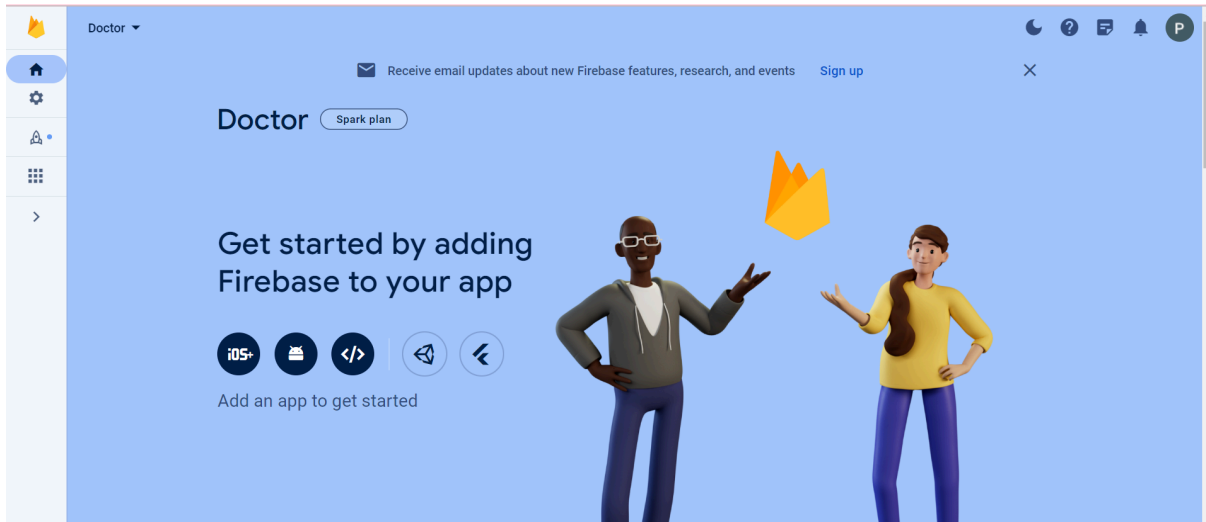 Doctor
P
Receive email updates about new Firebase features, research, and events Sign up
Doctor Spark plan
Get started by adding
Firebase to your app
iOS+ </>
Add an app to get started